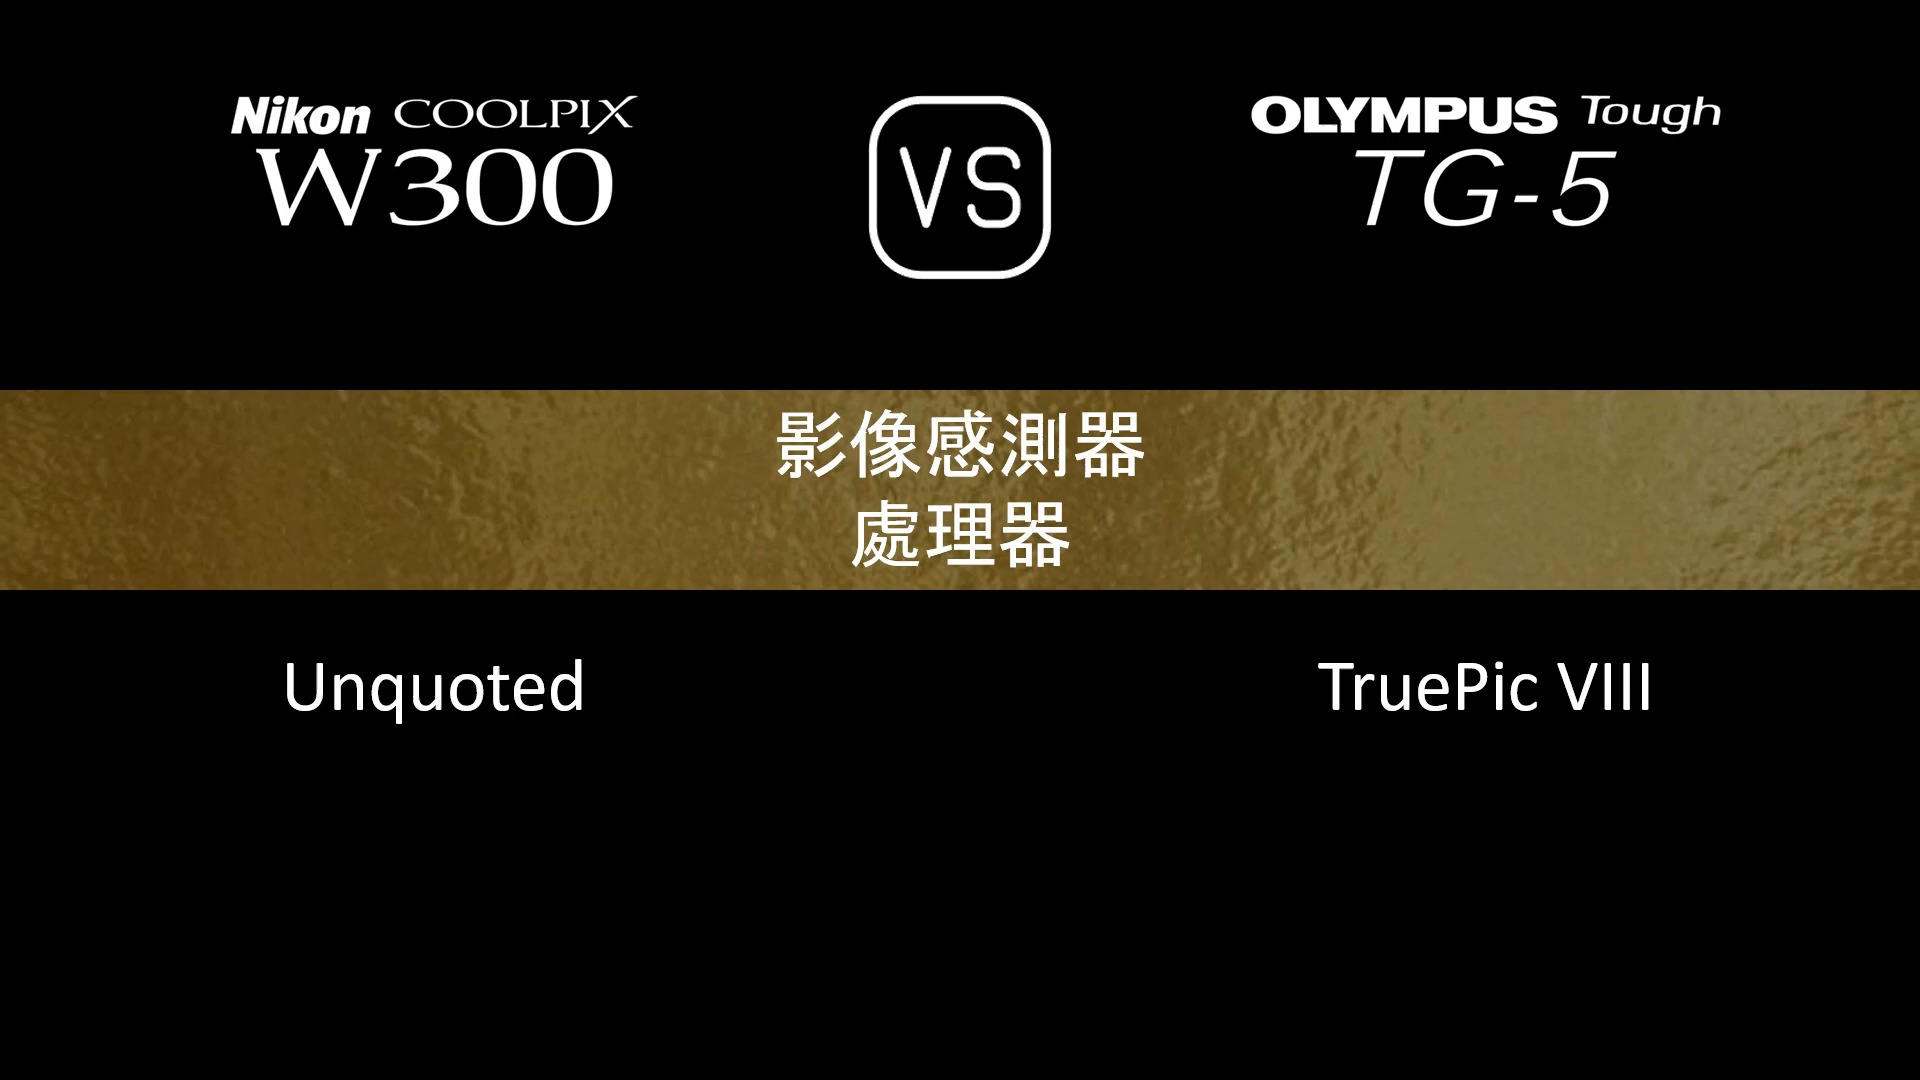 Nikon COOLPIX
W300
VS
OLYMPUS Tough
TG-5
影像感測器
處理器
Unquoted
TruePic VIII